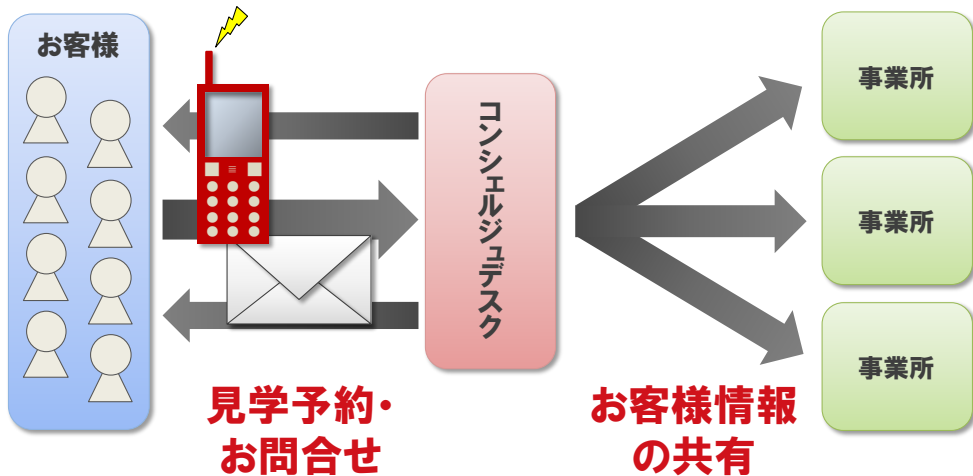 お客様
コンシェルジュデスク
事業所
事業所
事業所
見学予約・
お問合せ
お客様情報
の共有